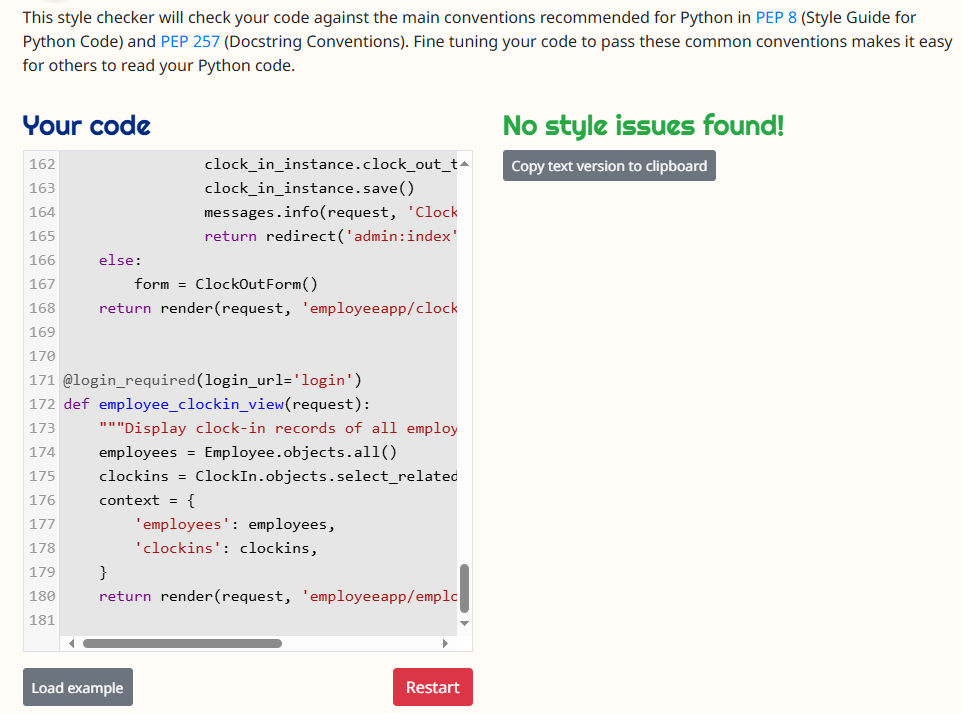 This style checker will check your code against the main conventions recommended for Python in PEP 8 (Style Guide for
Python Code) and PEP 257 (Docstring Conventions). Fine tuning your code to pass these common conventions makes it easy
for others to read your Python code.
Your code
No style issues found!
Copy text version to clipboard
162 clock_in_instance.clock_out_t
163 clock_in_instance.save()
164 messages.info(request, 'Clock
165 return redirect('admin:index'
166 else:
167 form = ClockOutForm()
168 return render(request, 'employeeapp/clock
169
170
171 @login_required(login_url='login')
172 def employee_clockin_view(request):
173 """Display clock-in records of all employ
174 employees = Employee.objects.all()
175 clockins = ClockIn.objects.select_related
176 context = {
177 'employees': employees,
178 'clockins': clockins,
179 }
180 return render(request, 'employeeapp/emplo
181
Load example
Restart